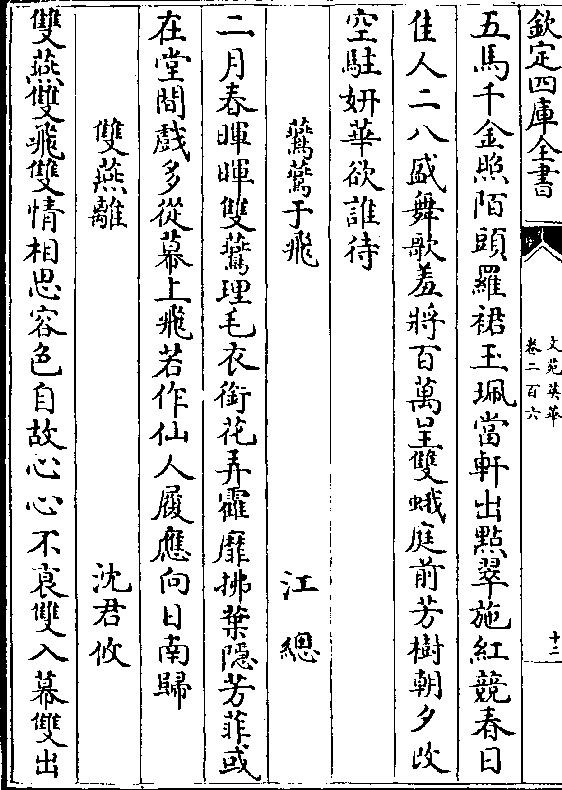 欽定四庫全書
文苑英華
卷二百六
十二
五馬千金照陌頭羅裙玉珮當軒出點翠施紅競春日
佳人二八盛舞歌羞將百萬呈雙蛾庭前芳樹朝夕改
空駐妍華欲誰待
鷰鷰于飛
江總
二月春暉暉雙鷰理毛衣銜花弄霍靡拂葉隱芳菲或
在堂間戲多從幕上飛若作仙人履應向日南歸
雙燕離
沈君攸
雙燕雙飛雙情相思容色自故心心不衰雙入幕雙出